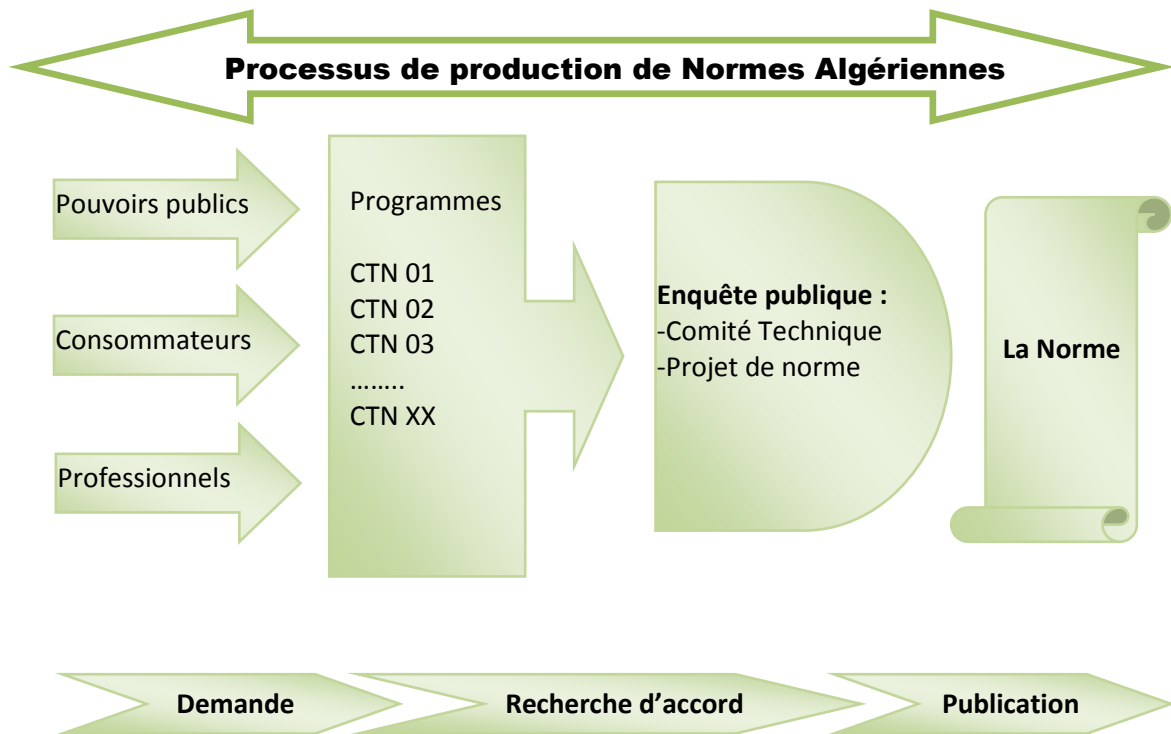 Processus de production de Normes Algériennes
Pouvoirs publics
Consommateurs
Professionnels
Programmes
CTN 01
CTN 02
CTN 03
……..
CTN XX
Enquête publique :
-Comité Technique
-Projet de norme
La Norme
Demande
Recherche d’accord
Publication